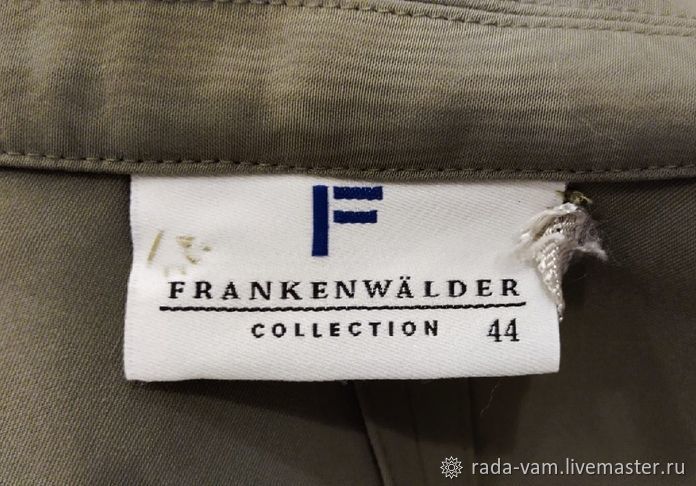 F
FRANKENWÄLDER
COLLECTION 44
rada-vam.livemaster.ru